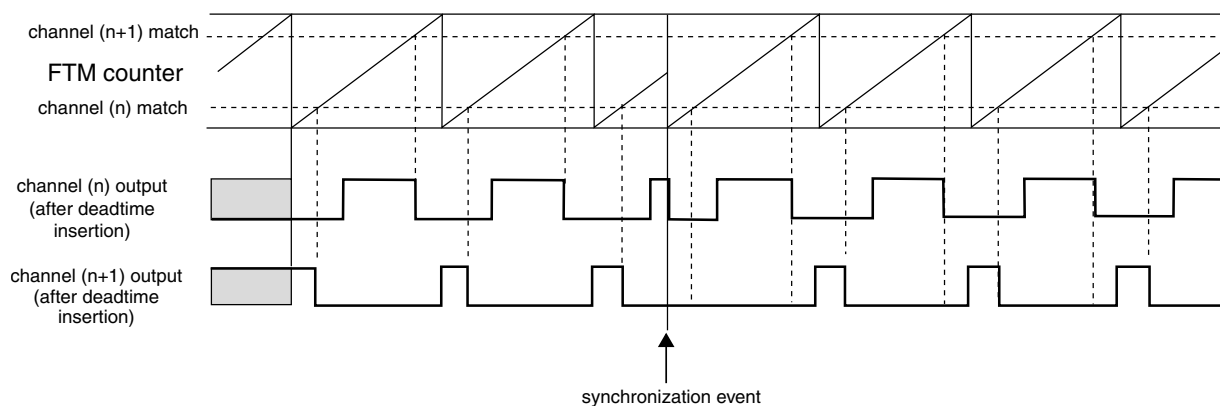 channel (n+1) match
FTM counter
channel (n) match
channel (n) output
(after deadtime
insertion)
channel (n+1) output
(after deadtime
insertion)
synchronization event